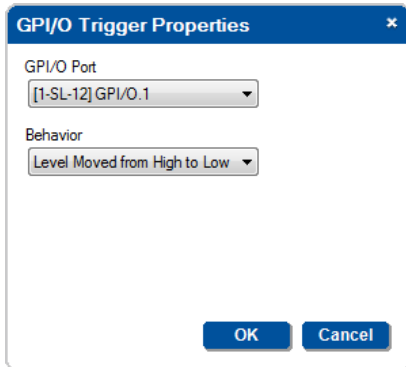 GPI/O Trigger Properties ×
GPI/O Port
[1-SL-12] GPI/O.1
Behavior
Level Moved from High to Low
OK Cancel